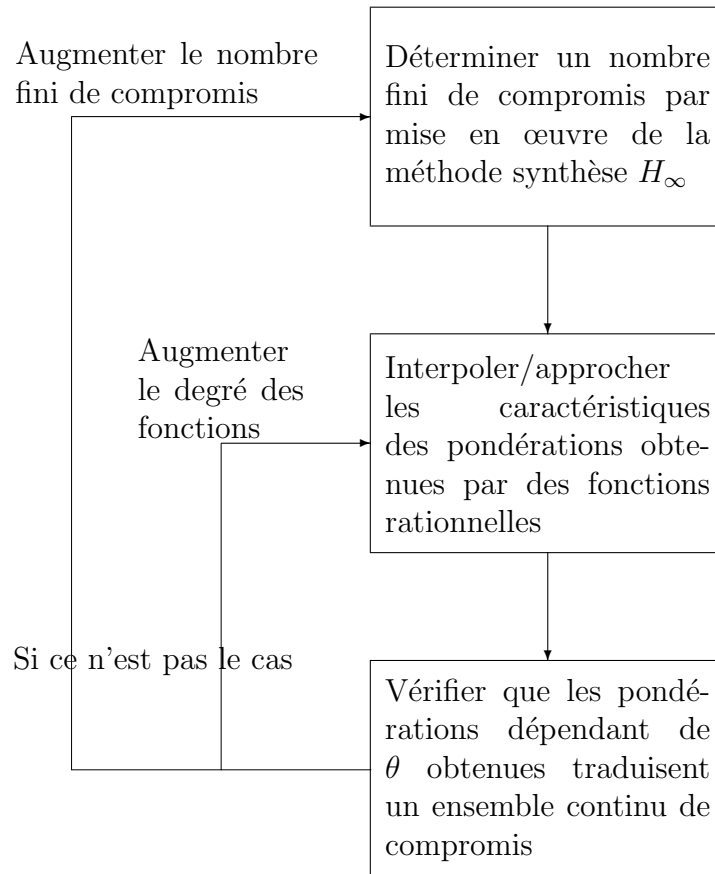 Augmenter le nombre
fini de compromis
Déterminer un nombre
fini de compromis par
mise en œuvre de la
méthode synthèse $H_\infty$
Augmenter
le degré des
fonctions
Interpoler/approcher
les caractéristiques
des pondérations obte-
nues par des fonctions
rationnelles
Si ce n'est pas le cas
Vérifier que les pondé-
rations dépendant de
θ obtenues traduisent
un ensemble continu de
compromis